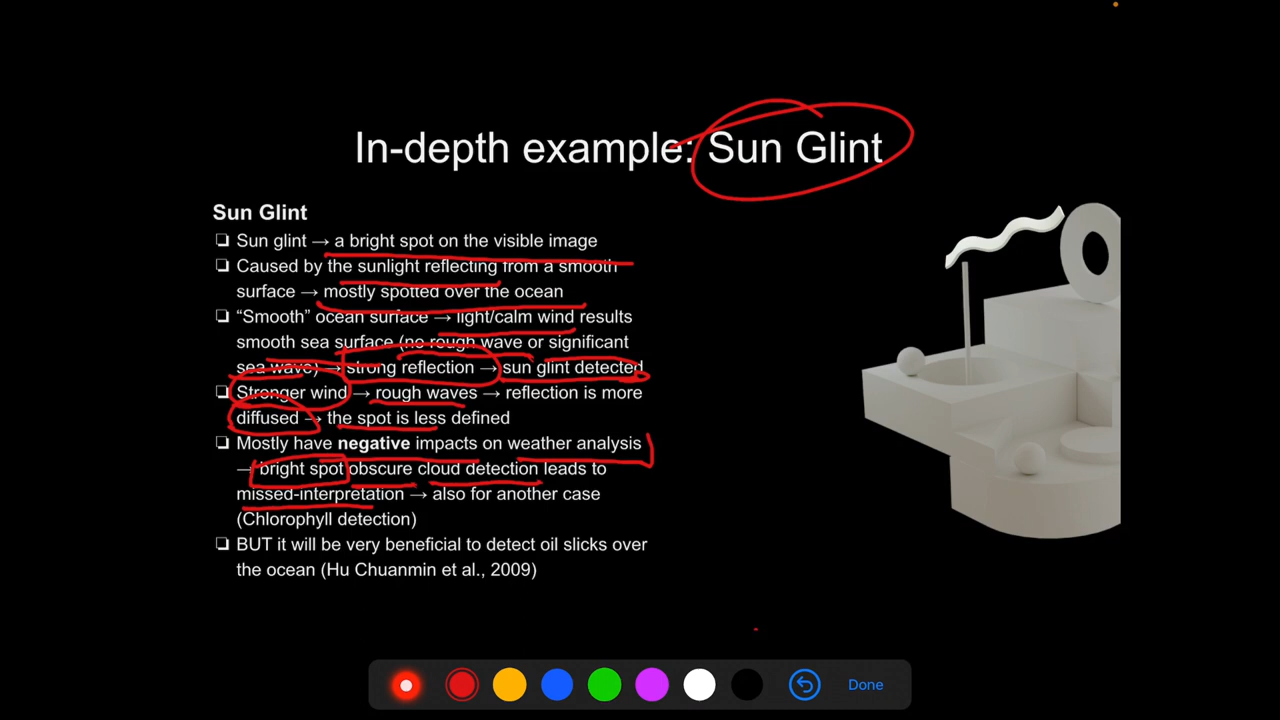 In-depth example: Sun Glint
Sun Glint
❏ Sun glint → a bright spot on the visible image
❏ Caused by the sunlight reflecting from a smooth
surface → mostly spotted over the ocean
❏ “Smooth” ocean surface → light/calm wind results
smooth sea surface (no rough wave or significant
sea wave) → strong reflection → sun glint detected
❏ Stronger wind → rough waves → reflection is more
diffused → the spot is less defined
❏ Mostly have negative impacts on weather analysis
→ bright spot obscure cloud detection leads to
missed-interpretation → also for another case
(Chlorophyll detection)
❏ BUT it will be very beneficial to detect oil slicks over
the ocean (Hu Chuanmin et al., 2009)
Done